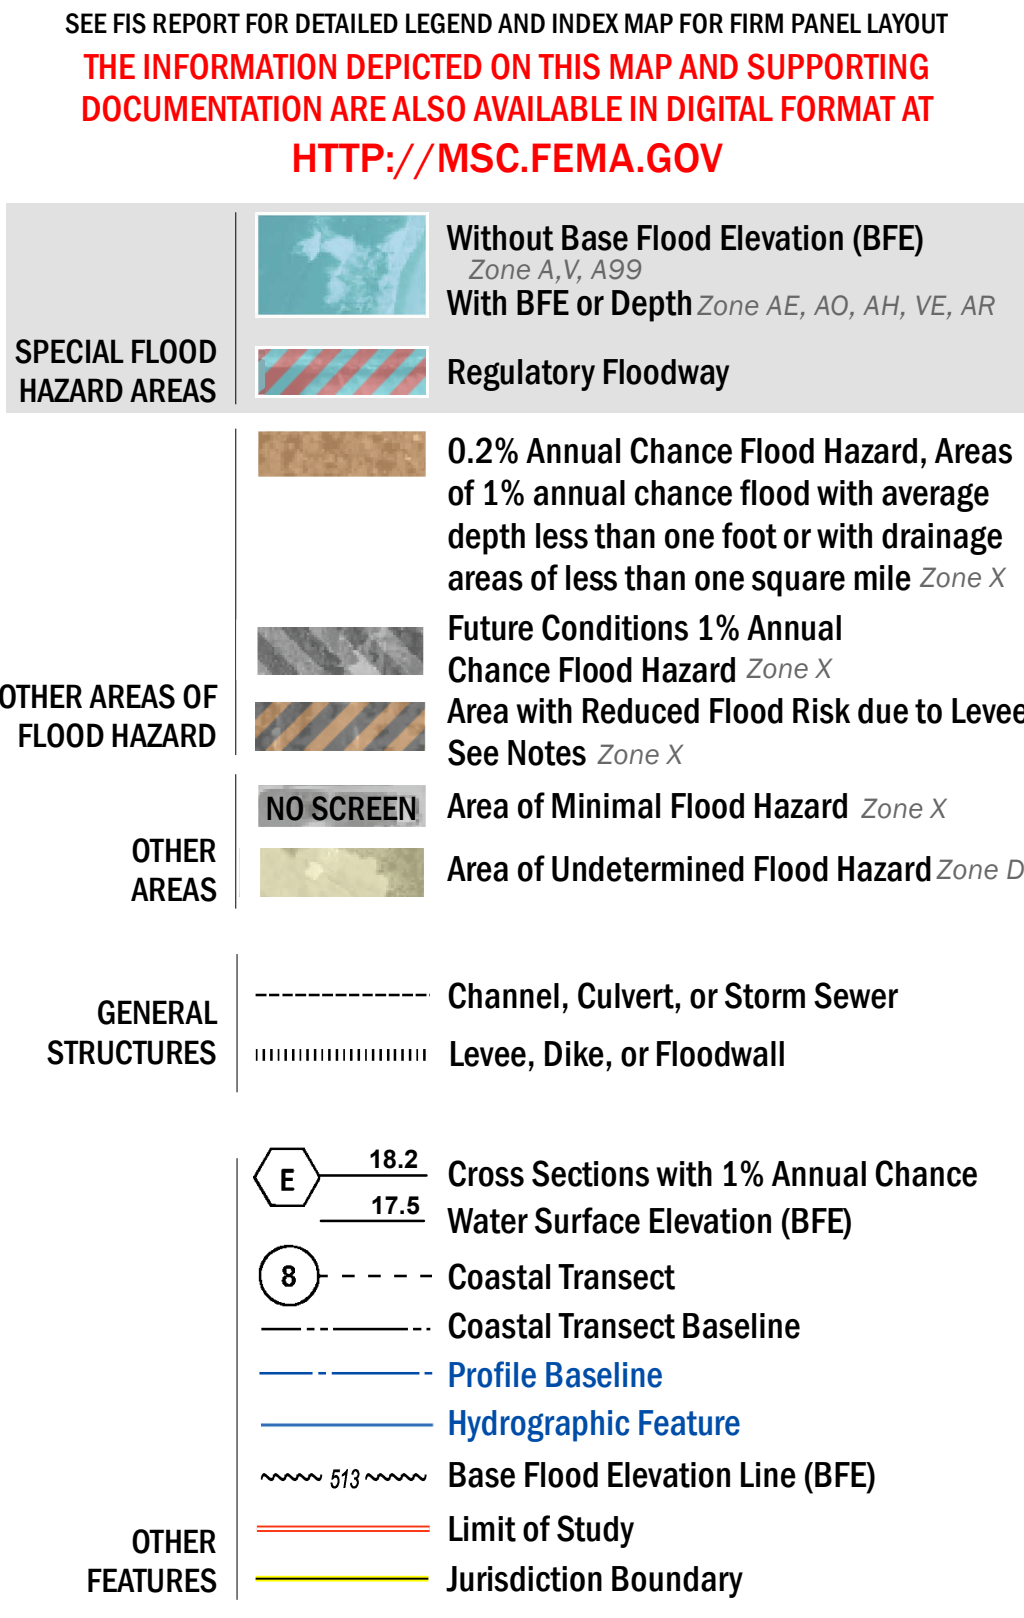 SEE FIS REPORT FOR DETAILED LEGEND AND INDEX MAP FOR FIRM PANEL LAYOUT
THE INFORMATION DEPICTED ON THIS MAP AND SUPPORTING
DOCUMENTATION ARE ALSO AVAILABLE IN DIGITAL FORMAT AT
HTTP://MSC.FEMA.GOV
SPECIAL FLOOD
HAZARD AREAS
Without Base Flood Elevation (BFE)
Zone A,V, A99
With BFE or Depth Zone AE, AO, AH, VE, AR
Regulatory Floodway
OTHER AREAS OF
FLOOD HAZARD
0.2% Annual Chance Flood Hazard, Areas
of 1% annual chance flood with average
depth less than one foot or with drainage
areas of less than one square mile Zone X
Future Conditions 1% Annual
Chance Flood Hazard Zone X
Area with Reduced Flood Risk due to Levee
See Notes Zone X
OTHER
AREAS
NO SCREEN Area of Minimal Flood Hazard Zone X
Area of Undetermined Flood Hazard Zone D
GENERAL
STRUCTURES
Channel, Culvert, or Storm Sewer
Levee, Dike, or Floodwall
OTHER
FEATURES
E 18.2 Cross Sections with 1% Annual Chance
17.5 Water Surface Elevation (BFE)
8 Coastal Transect
Coastal Transect Baseline
Profile Baseline
Hydrographic Feature
513 Base Flood Elevation Line (BFE)
Limit of Study
Jurisdiction Boundary